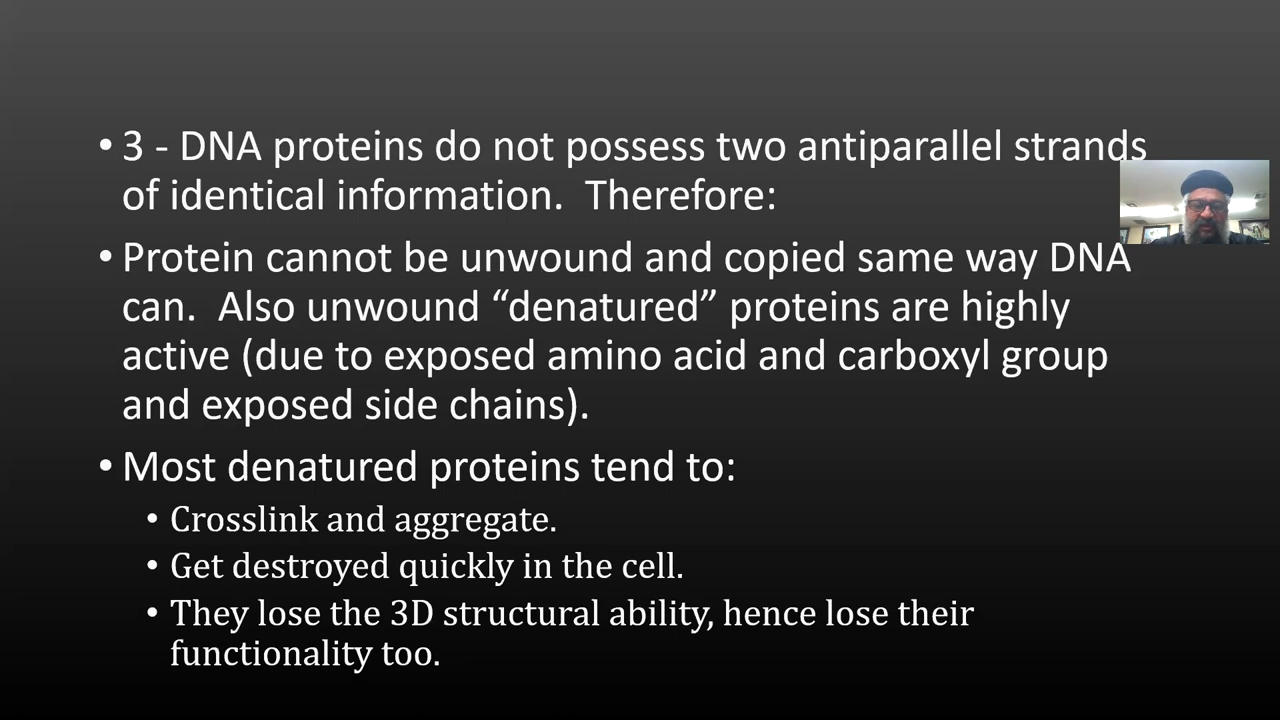 • 3 - DNA proteins do not possess two antiparallel strands
of identical information.  Therefore:
• Protein cannot be unwound and copied same way DNA
can.  Also unwound “denatured” proteins are highly
active (due to exposed amino acid and carboxyl group
and exposed side chains).
• Most denatured proteins tend to:
• Crosslink and aggregate.
• Get destroyed quickly in the cell.
• They lose the 3D structural ability, hence lose their
functionality too.